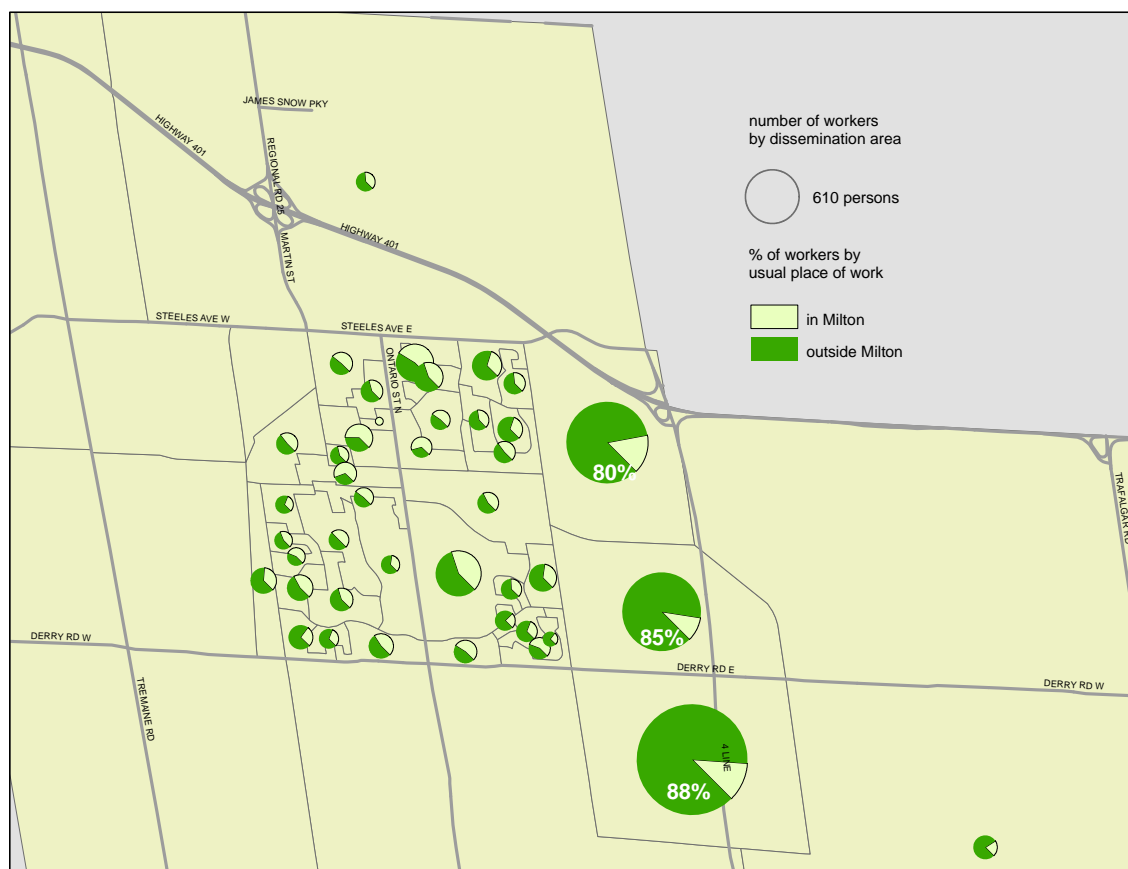 JAMES SNOW PKY
HIGHWAY 401
REGIONAL RD 25
number of workers
by dissemination area
610 persons
HIGHWAY 401
MARTIN ST
% of workers by
usual place of work
in Milton
outside Milton
STEELES AVE W
STEELES AVE E
ONTARIO ST N
80%
TRAFALGAR RD
85%
DERRY RD W
DERRY RD E
DERRY RD W
TREMAINE RD
4 LINE
88%